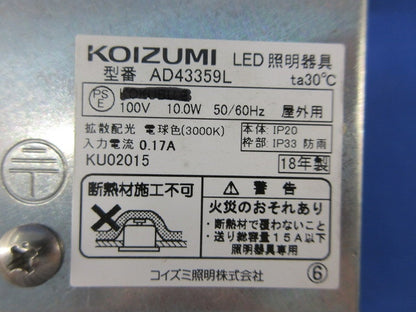 KOIZUMI LED 照明器具
型番 AD43359L ta30℃
PS E
100V 10.0W 50/60Hz 屋外用
拡散配光 電球色(3000K) 本体:IP20
入力電流 0.17A 枠部:IP33 防雨
KU02015 18年製
断熱材施工不可
警告
火災のおそれあり
・断熱材で覆わないこと
・送り総容量15A以下
照明器具専用
コイズミ照明株式会社 ⑥